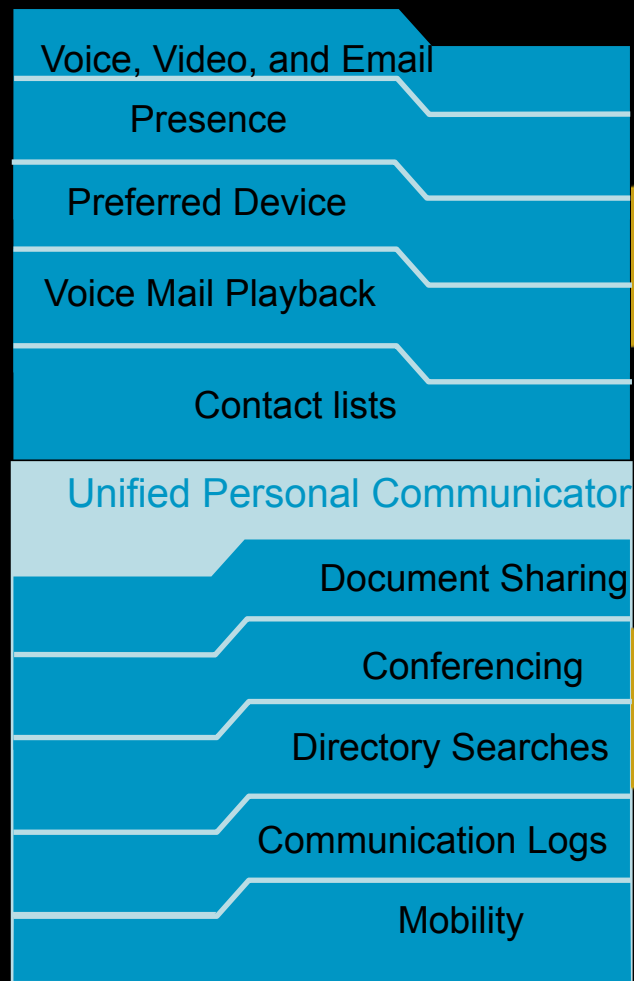 Voice, Video, and Email
Presence
Preferred Device
Voice Mail Playback
Contact lists
Unified Personal Communicator
Document Sharing
Conferencing
Directory Searches
Communication Logs
Mobility